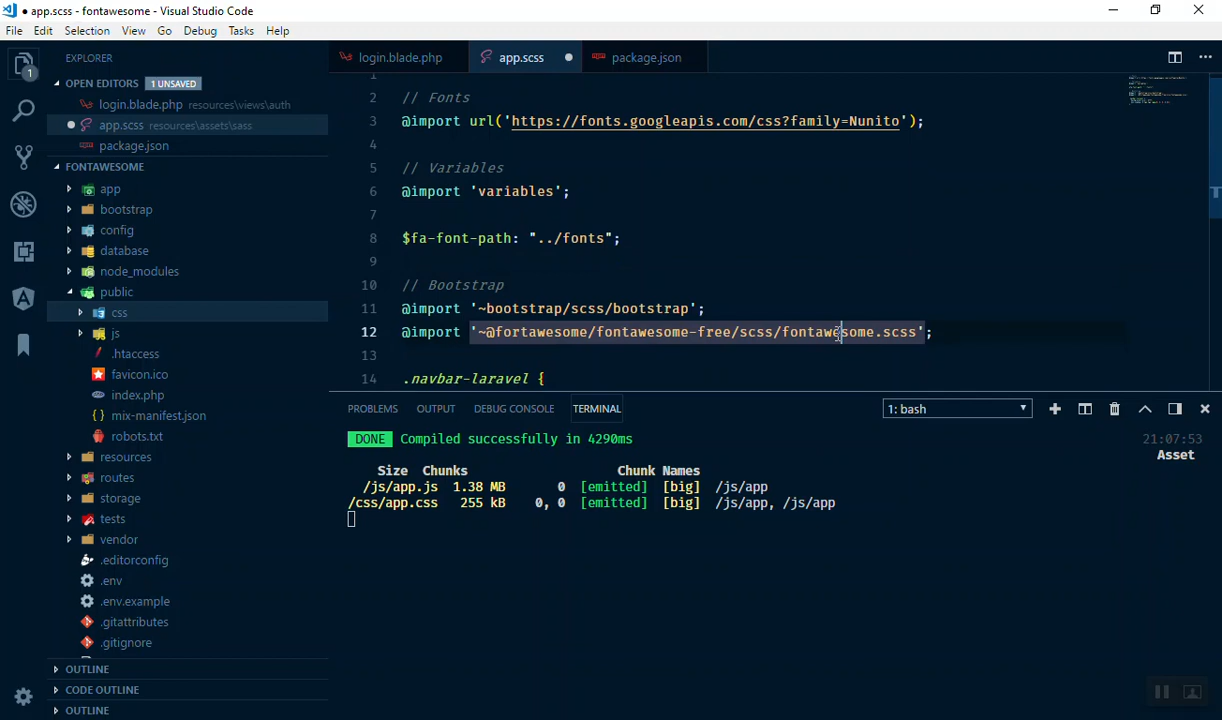 ● app.scss - fontawesome - Visual Studio Code
File Edit Selection View Go Debug Tasks Help
EXPLORER
login.blade.php app.scss package.json
OPEN EDITORS 1 UNSAVED
login.blade.php resources\views\auth
app.scss resources\assets\sass
package.json
FONTAWESOME
app
bootstrap
config
database
node_modules
public
css
js
.htaccess
favicon.ico
index.php
mix-manifest.json
robots.txt
resources
routes
storage
tests
vendor
.editorconfig
.env
.env.example
.gitattributes
.gitignore
OUTLINE
CODE OUTLINE
OUTLINE
1
1
2 // Fonts
3 @import url('https://fonts.googleapis.com/css?family=Nunito');
4
5 // Variables
6 @import 'variables';
7
8 $fa-font-path: "../fonts";
9
10 // Bootstrap
11 @import '~bootstrap/scss/bootstrap';
12 @import '~@fortawesome/fontawesome-free/scss/fontawesome.scss';
13
14 .navbar-laravel {
PROBLEMS OUTPUT DEBUG CONSOLE TERMINAL 1: bash
DONE Compiled successfully in 4290ms 21:07:53
Asset
Size Chunks Chunk Names
/js/app.js 1.38 MB 0 [emitted] [big] /js/app
/css/app.css 255 kB 0, 0 [emitted] [big] /js/app, /js/app